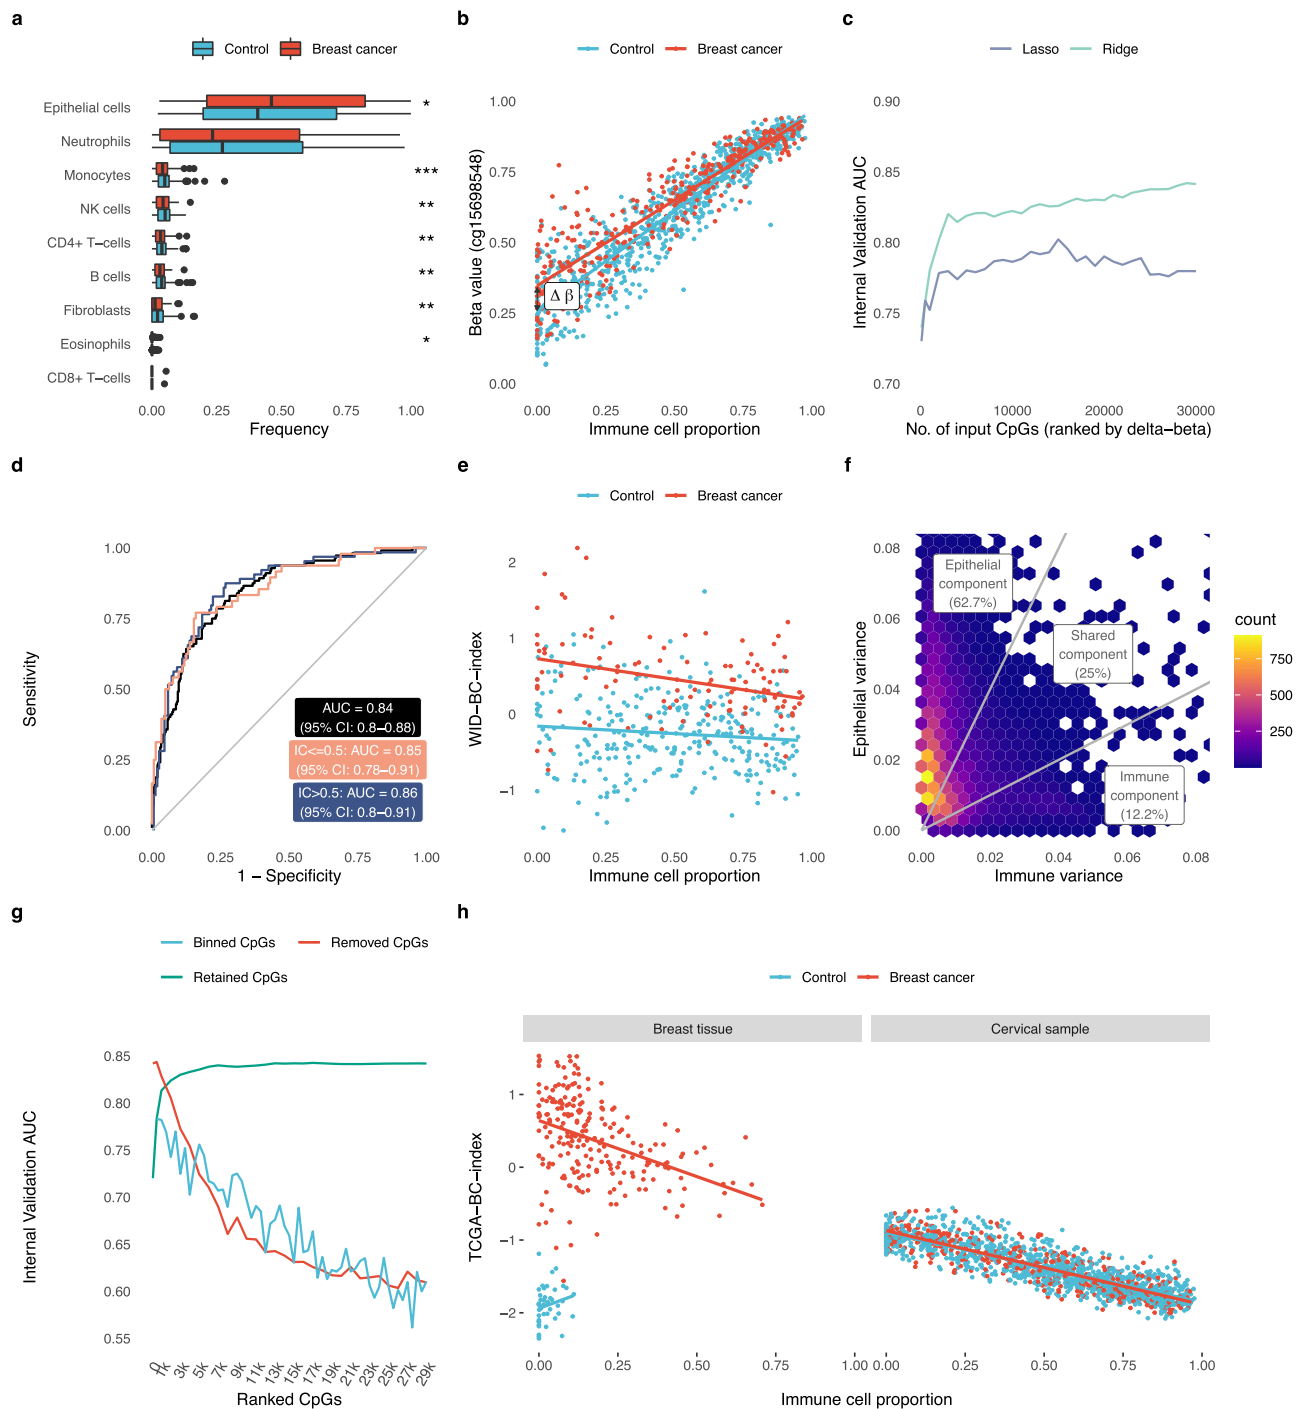 a
Control
Breast cancer
Epithelial cells
Neutrophils
Monocytes
NK cells
CD4+ T−cells
B cells
Fibroblasts
Eosinophils
CD8+ T−cells
*
***
**
**
**
**
*
0.00 0.25 0.50 0.75 1.00
Frequency
b
Control
Breast cancer
Beta value (cg15698548)
1.00
0.75
0.50
0.25
0.00
Δ β
0.00 0.25 0.50 0.75 1.00
Immune cell proportion
c
Lasso
Ridge
Internal Validation AUC
0.90
0.85
0.80
0.75
0.70
0 10000 20000 30000
No. of input CpGs (ranked by delta−beta)
d
Sensitivity
1.00
0.75
0.50
0.25
0.00
AUC = 0.84
(95% CI: 0.8−0.88)
IC<=0.5: AUC = 0.85
(95% CI: 0.78−0.91)
IC>0.5: AUC = 0.86
(95% CI: 0.8−0.91)
0.00 0.25 0.50 0.75 1.00
1 − Specificity
e
Control
Breast cancer
WID−BC−index
2
1
0
−1
0.00 0.25 0.50 0.75 1.00
Immune cell proportion
f
Epithelial variance
0.08
0.06
0.04
0.02
0.00
Epithelial
component
(62.7%)
Shared
component
(25%)
Immune
component
(12.2%)
0.00 0.02 0.04 0.06 0.08
Immune variance
count
750
500
250
g
Binned CpGs
Removed CpGs
Retained CpGs
Internal Validation AUC
0.85
0.80
0.75
0.70
0.65
0.60
0.55
0 1k 3k 5k 7k 9k 11k 13k 15k 17k 19k 21k 23k 25k 27k 29k
Ranked CpGs
h
Control
Breast cancer
Breast tissue
Cervical sample
TCGA−BC−index
1
0
−1
−2
0.00 0.25 0.50 0.75 1.00
0.00 0.25 0.50 0.75 1.00
Immune cell proportion